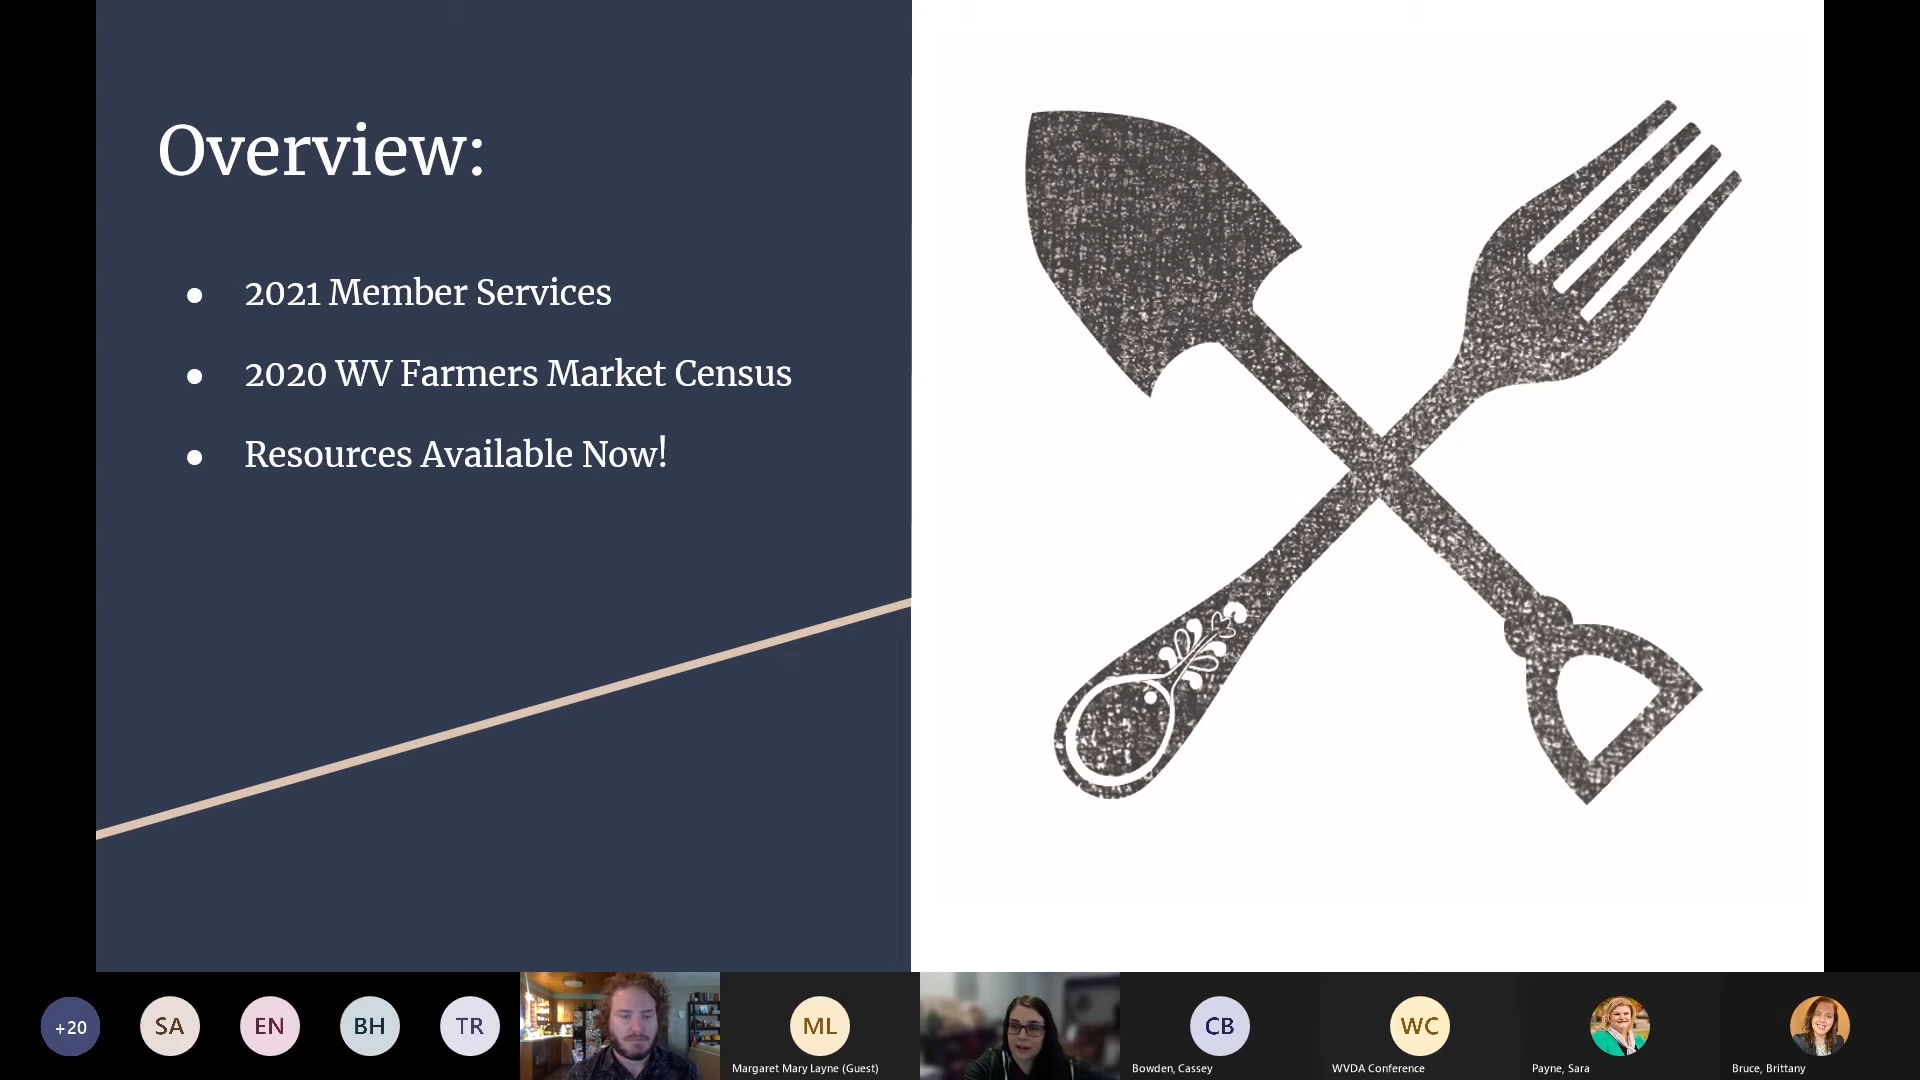 Overview:
● 2021 Member Services
● 2020 WV Farmers Market Census
● Resources Available Now!
+20
SA
EN
BH
TR
ML
Margaret Mary Layne (Guest)
CB
Bowden, Cassey
WC
WVDA Conference
Payne, Sara
Bruce, Brittany